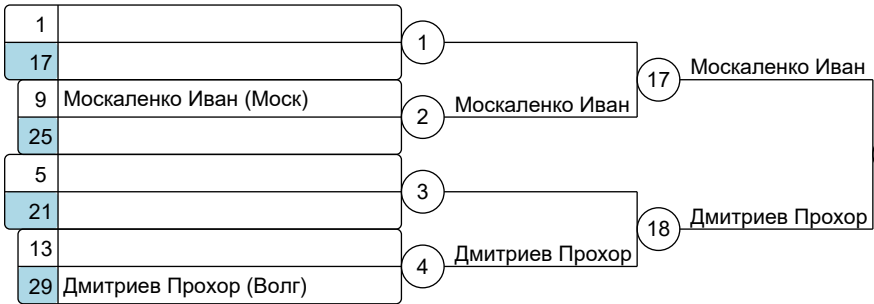 1
1
17
Москаленко Иван
17
9 Москаленко Иван (Моск)
2
Москаленко Иван
25
5
3
21
18
Дмитриев Прохор
13
4
Дмитриев Прохор
29 Дмитриев Прохор (Волг)